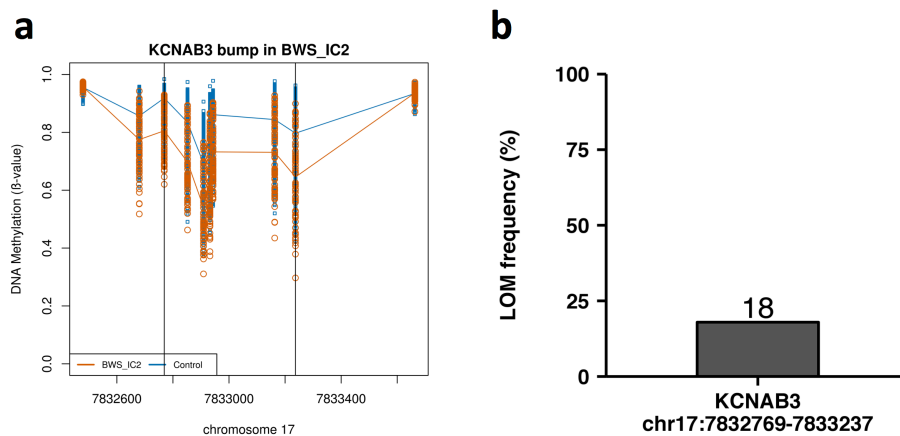 a
KCNAB3 bump in BWS_IC2
DNA Methylation (ß-value)
1.0
0.8
0.6
0.4
0.2
0.0
BWS_IC2 Control
7832600 7833000 7833400
chromosome 17
b
LOM frequency (%)
100
75
50
25
0
18
KCNAB3
chr17:7832769-7833237